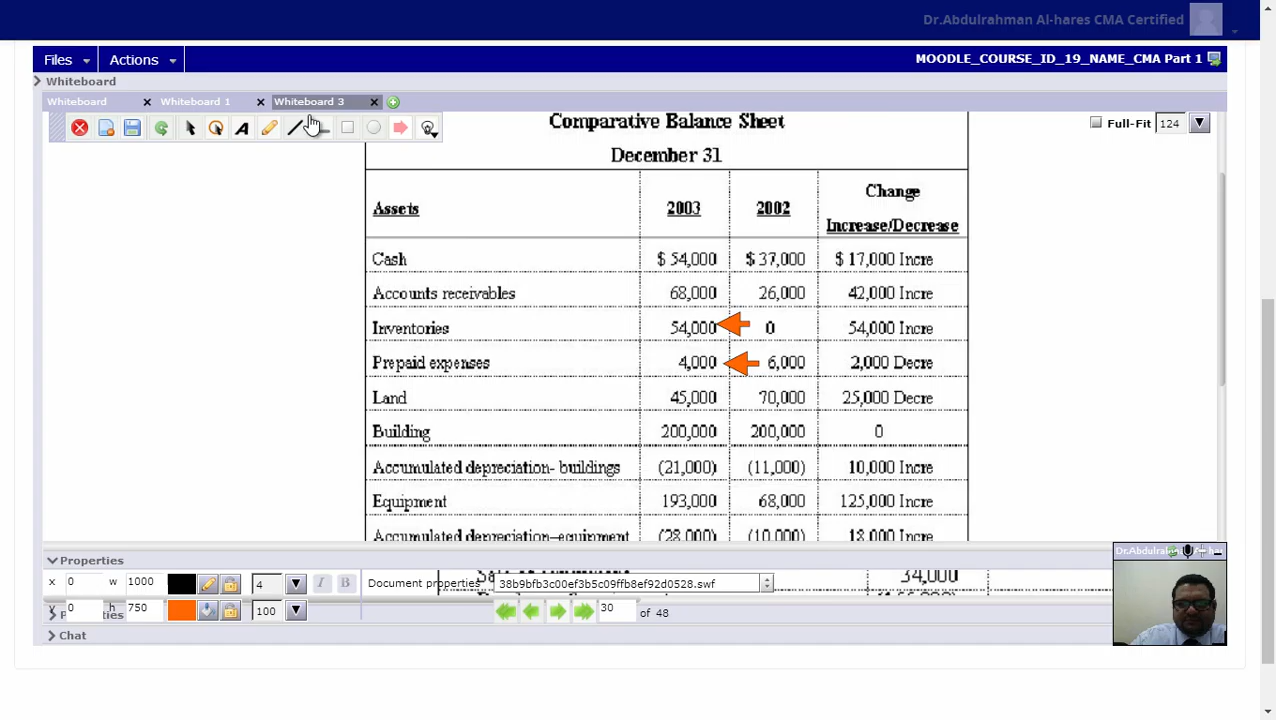 Dr.Abdulrahman Al-hares CMA Certified
Files Actions MOODLE_COURSE_ID_19_NAME_CMA Part 1
Whiteboard
Whiteboard Whiteboard 1 Whiteboard 3
Full-Fit 124
Comparative Balance Sheet
December 31
Assets 2003 2002 Change
Increase/Decrease
Cash $ 54,000 $ 37,000 $ 17,000 Incre
Accounts receivables 68,000 26,000 42,000 Incre
Inventories 54,000 0 54,000 Incre
Prepaid expenses 4,000 6,000 2,000 Decre
Land 45,000 70,000 25,000 Decre
Building 200,000 200,000 0
Accumulated depreciation- buildings (21,000) (11,000) 10,000 Incre
Equipment 193,000 68,000 125,000 Incre
Accumulated depreciation–equipment (28,000) (10,000) 18,000 Incre
Properties
x 0 w 1000 4 I B Document properties 38b9bfb3c00ef3b5c09ffb8ef92d0528.swf 34,000
y 0 h 750 100 30 of 48
Chat